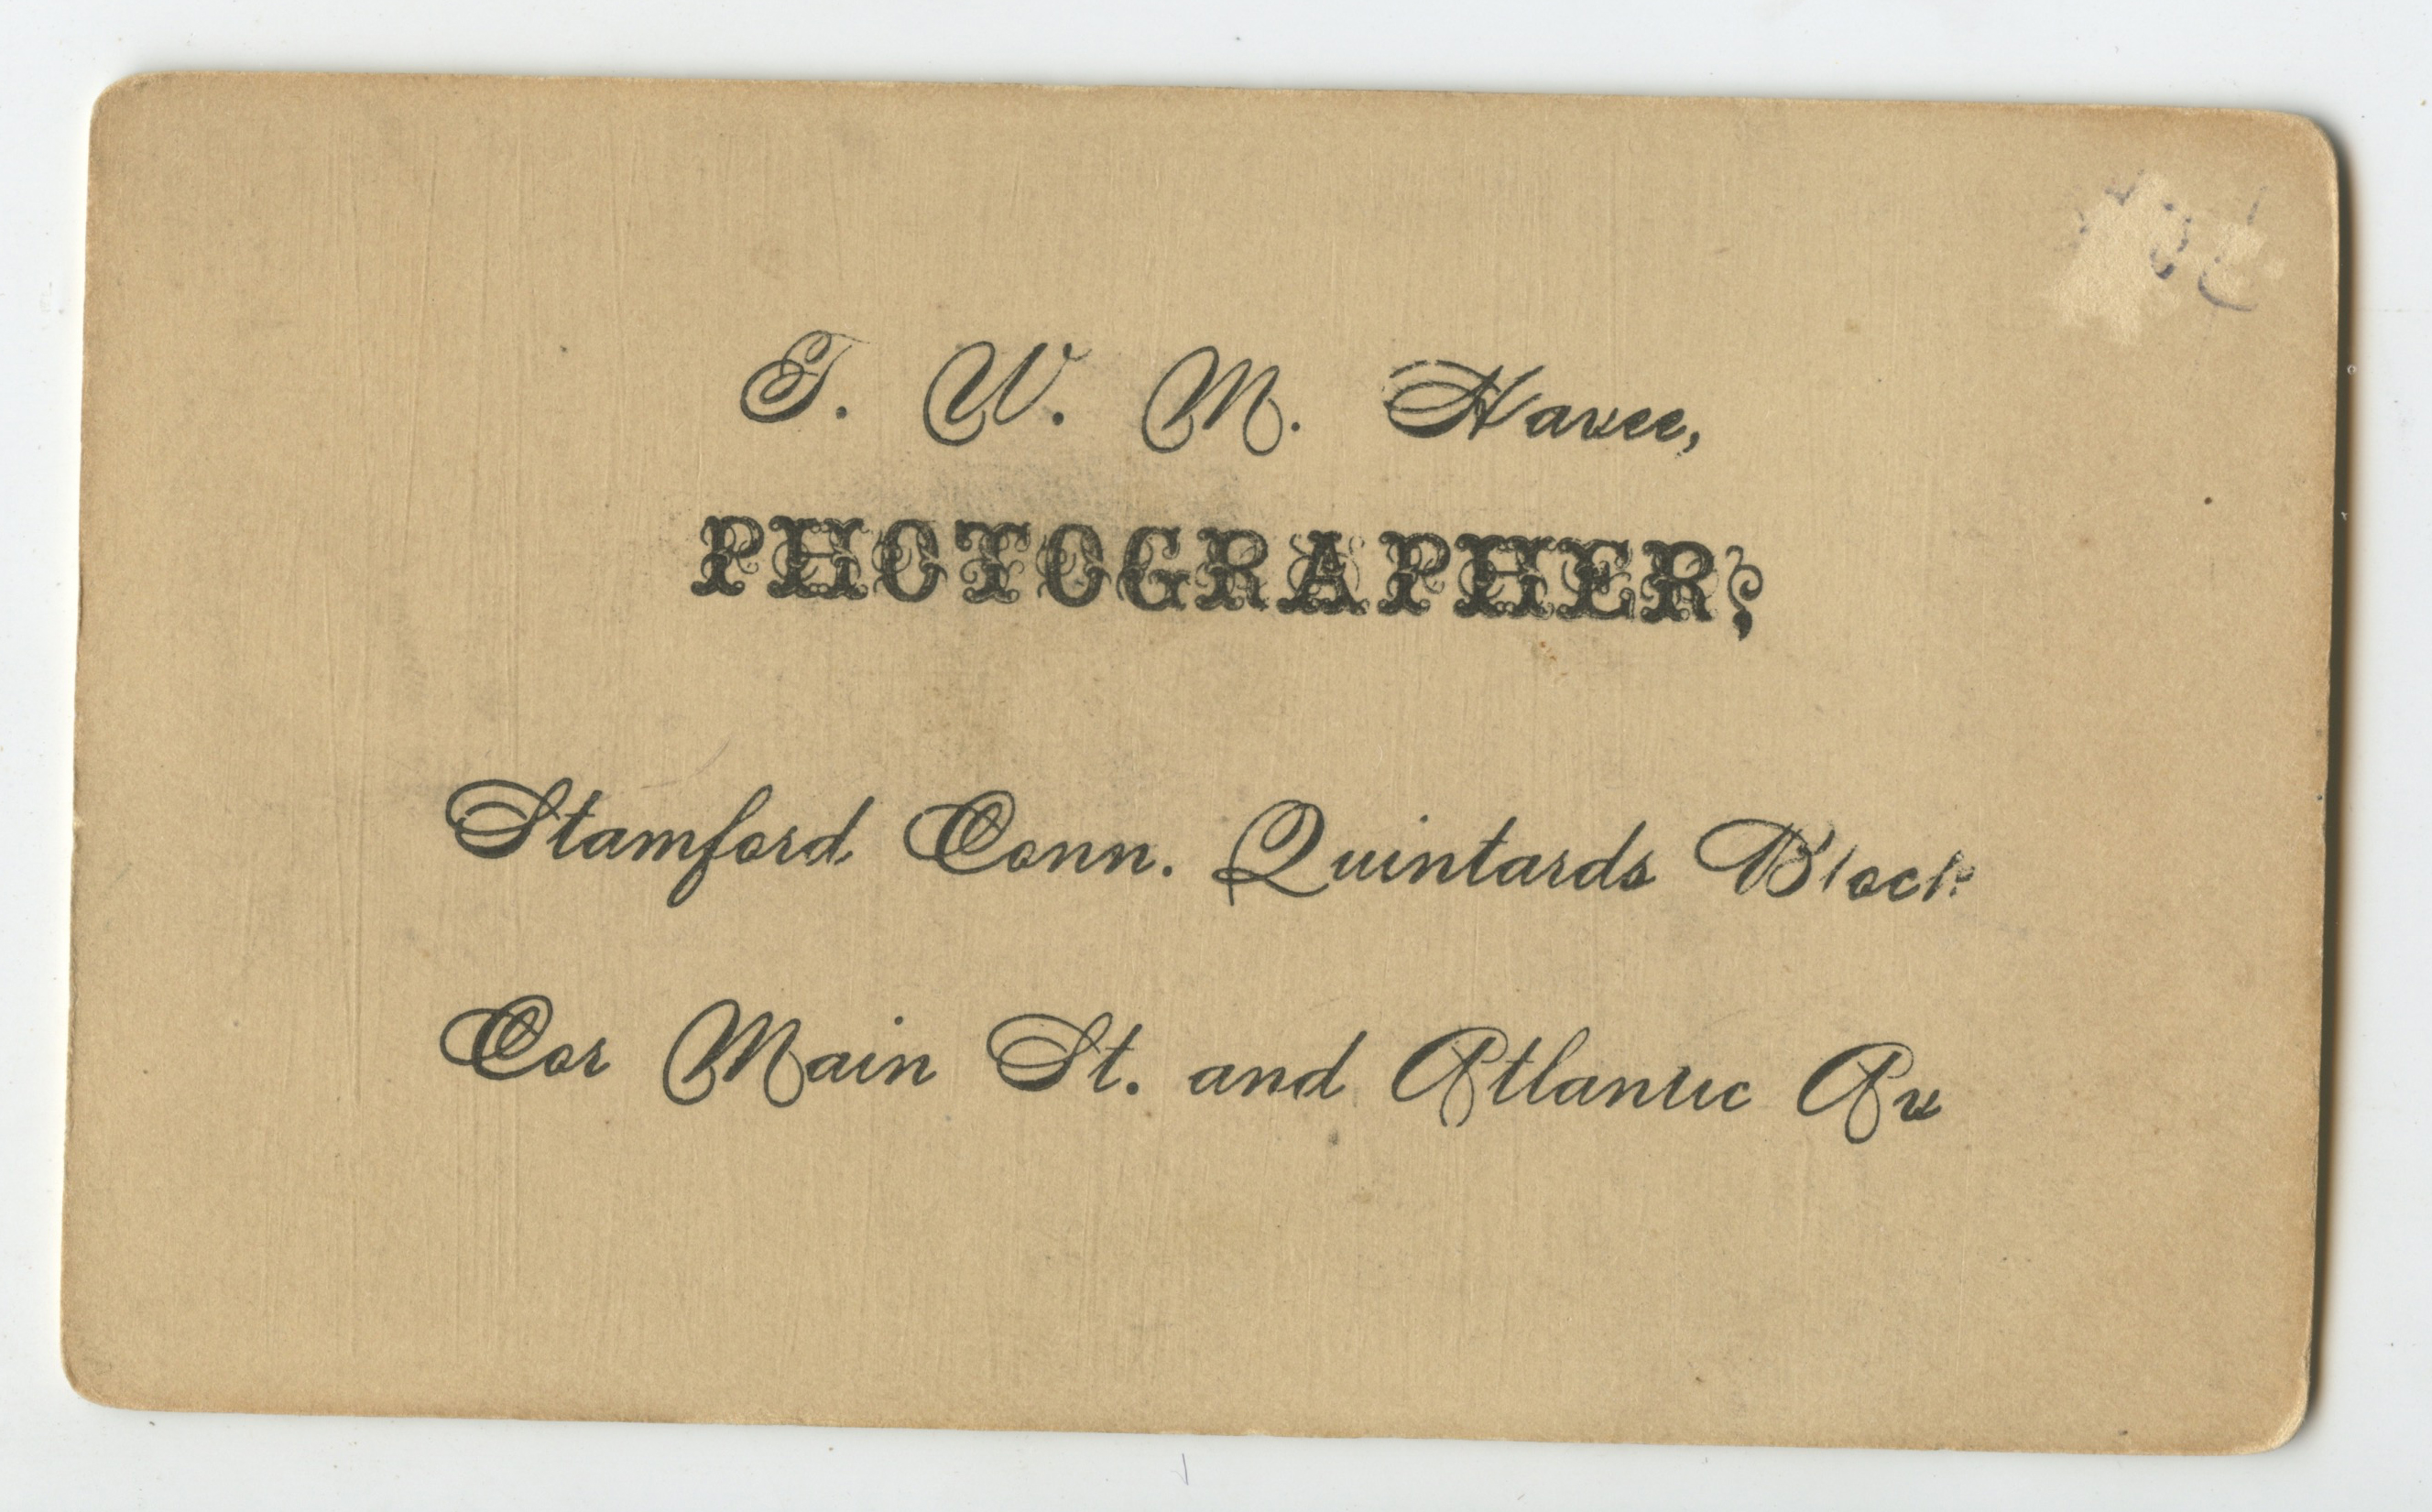 T. W. M. Havee,
PHOTOGRAPHER,
Stamford Conn. Quintards Block
Cor Main St. and Atlantic Av